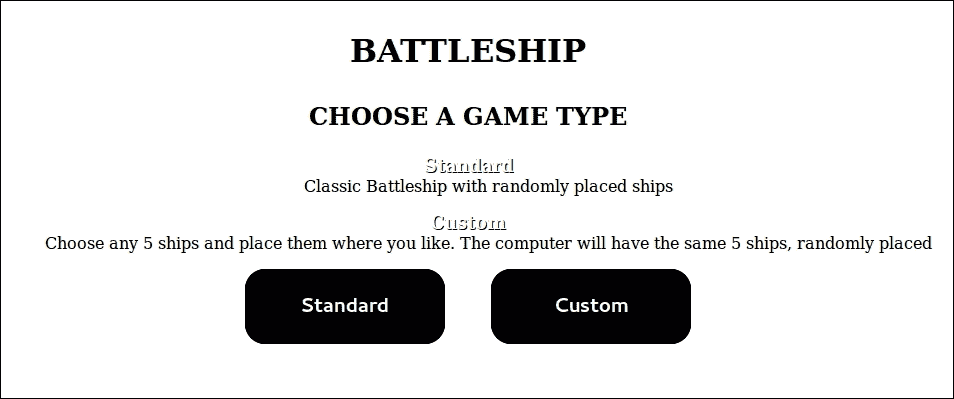 BATTLESHIP
CHOOSE A GAME TYPE
Standard
Classic Battleship with randomly placed ships
Custom
Choose any 5 ships and place them where you like. The computer will have the same 5 ships, randomly placed
Standard Custom